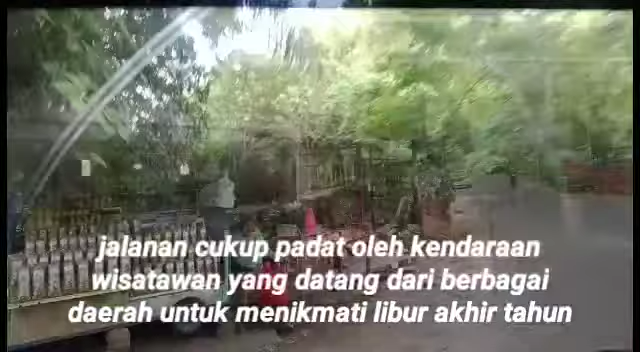 jalanan cukup padat oleh kendaraan
wisatawan yang datang dari berbagai
daerah untuk menikmati libur akhir tahun